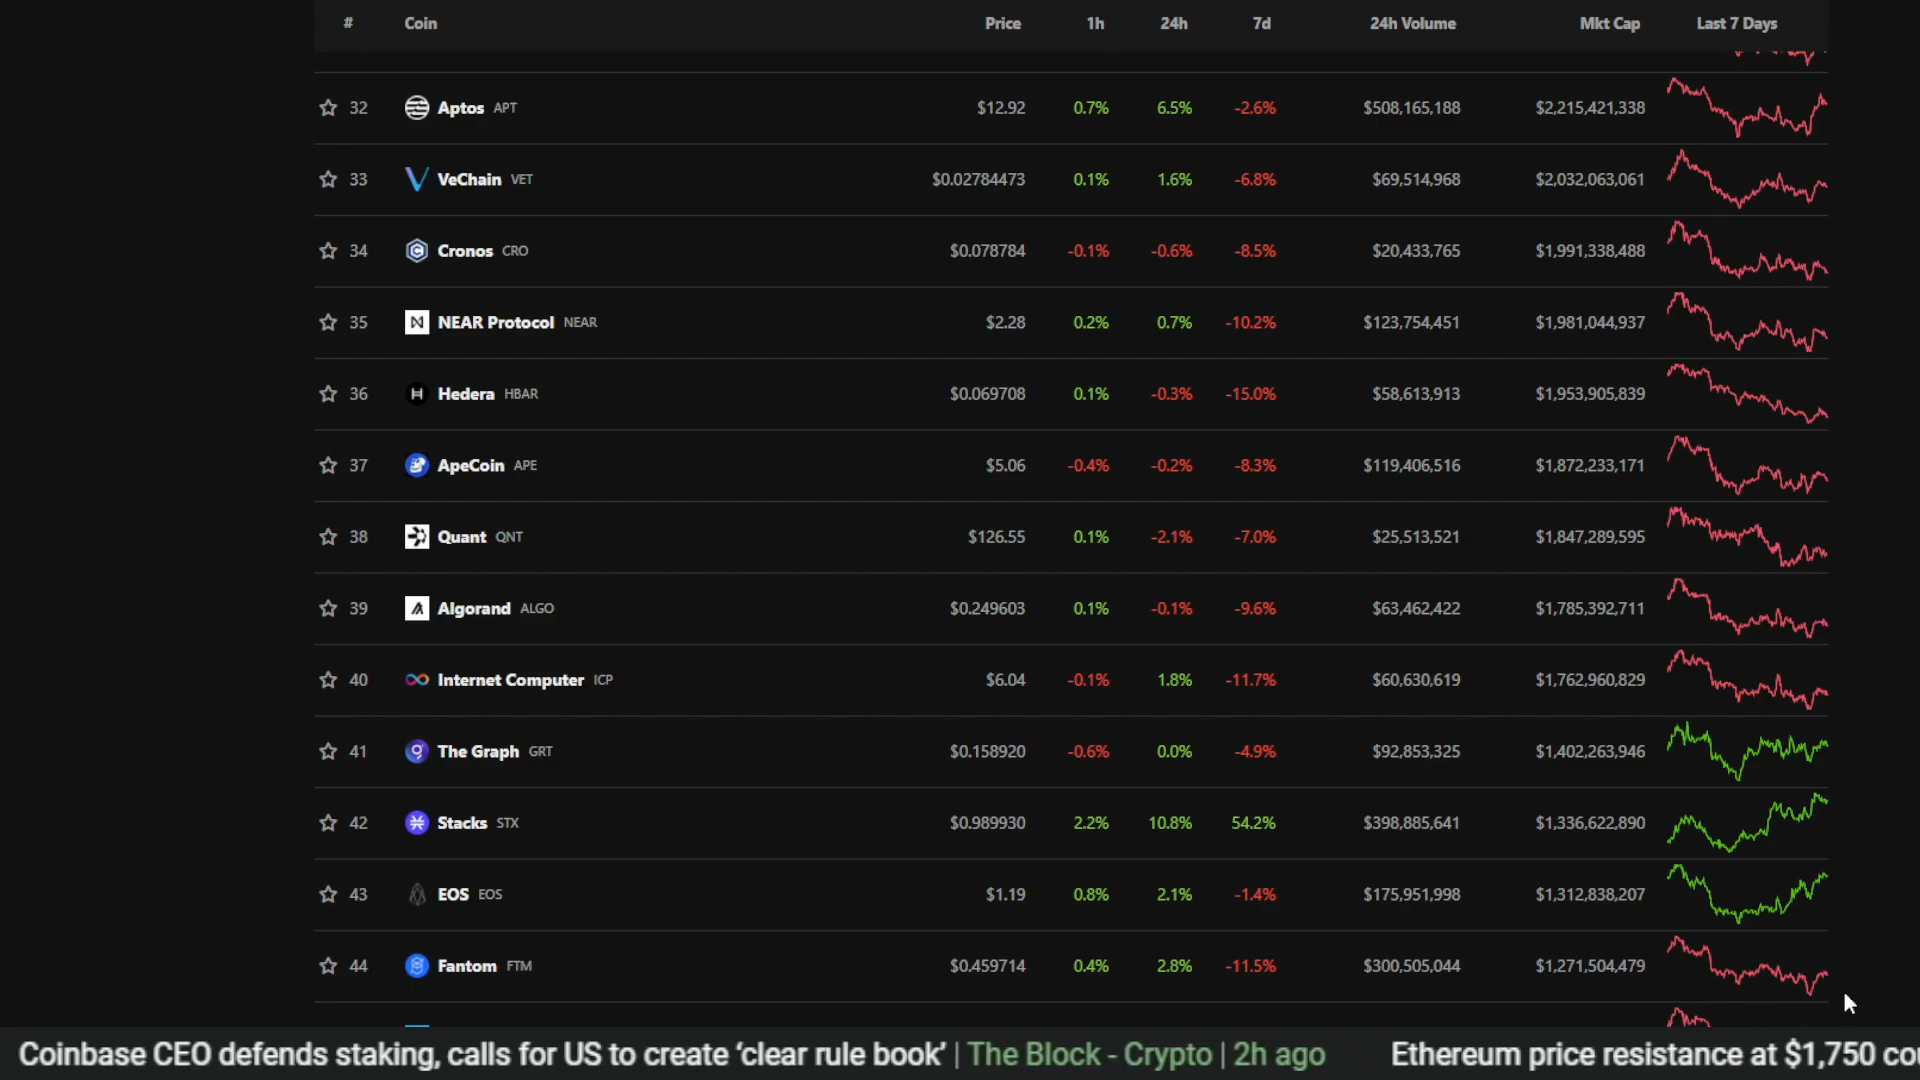 # Coin Price 1h 24h 7d 24h Volume Mkt Cap Last 7 Days
32 Aptos APT $12.92 0.7% 6.5% -2.6% $508,165,188 $2,215,421,338
33 VeChain VET $0.02784473 0.1% 1.6% -6.8% $69,514,968 $2,032,063,061
34 Cronos CRO $0.078784 -0.1% -0.6% -8.5% $20,433,765 $1,991,338,488
35 NEAR Protocol NEAR $2.28 0.2% 0.7% -10.2% $123,754,451 $1,981,044,937
36 Hedera HBAR $0.069708 0.1% -0.3% -15.0% $58,613,913 $1,953,905,839
37 ApeCoin APE $5.06 -0.4% -0.2% -8.3% $119,406,516 $1,872,233,171
38 Quant QNT $126.55 0.1% -2.1% -7.0% $25,513,521 $1,847,289,595
39 Algorand ALGO $0.249603 0.1% -0.1% -9.6% $63,462,422 $1,785,392,711
40 Internet Computer ICP $6.04 -0.1% 1.8% -11.7% $60,630,619 $1,762,960,829
41 The Graph GRT $0.158920 -0.6% 0.0% -4.9% $92,853,325 $1,402,263,946
42 Stacks STX $0.989930 2.2% 10.8% 54.2% $398,885,641 $1,336,622,890
43 EOS EOS $1.19 0.8% 2.1% -1.4% $175,951,998 $1,312,838,207
44 Fantom FTM $0.459714 0.4% 2.8% -11.5% $300,505,044 $1,271,504,479
Coinbase CEO defends staking, calls for US to create ‘clear rule book’ | The Block - Crypto | 2h ago Ethereum price resistance at $1,750